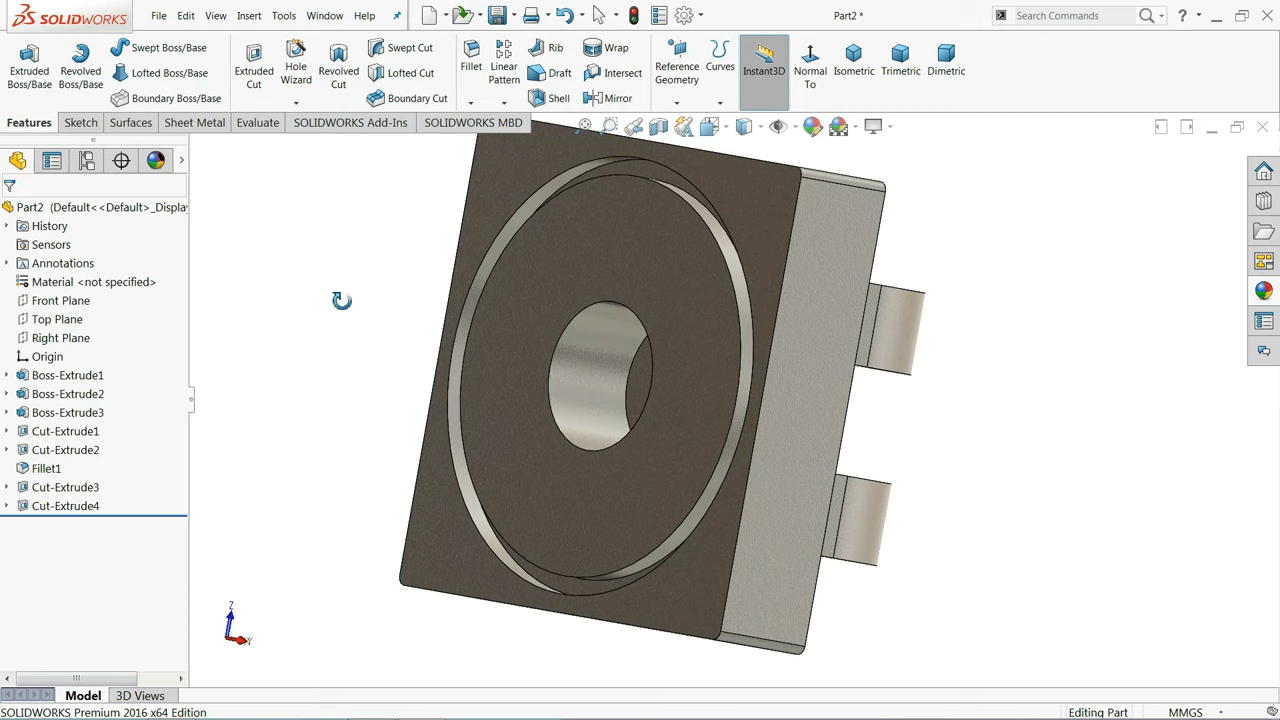 SOLIDWORKS
File Edit View Insert Tools Window Help
Part2 *
Search Commands
Extruded Boss/Base
Revolved Boss/Base
Swept Boss/Base
Lofted Boss/Base
Boundary Boss/Base
Extruded Cut
Hole Wizard
Revolved Cut
Swept Cut
Lofted Cut
Boundary Cut
Fillet
Linear Pattern
Rib
Draft
Shell
Wrap
Intersect
Mirror
Reference Geometry
Curves
Instant3D
Normal To
Isometric
Trimetric
Dimetric
Features Sketch Surfaces Sheet Metal Evaluate SOLIDWORKS Add-Ins SOLIDWORKS MBD
Part2 (Default<<Default>_Displa
History
Sensors
Annotations
Material <not specified>
Front Plane
Top Plane
Right Plane
Origin
Boss-Extrude1
Boss-Extrude2
Boss-Extrude3
Cut-Extrude1
Cut-Extrude2
Fillet1
Cut-Extrude3
Cut-Extrude4
Z
Y
Model 3D Views
SOLIDWORKS Premium 2016 x64 Edition
Editing Part
MMGS